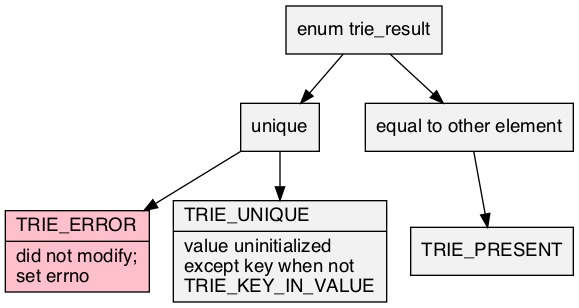 enum trie_result
unique
equal to other element
TRIE_ERROR
did not modify;
set errno
TRIE_UNIQUE
value uninitialized
except key when not
TRIE_KEY_IN_VALUE
TRIE_PRESENT